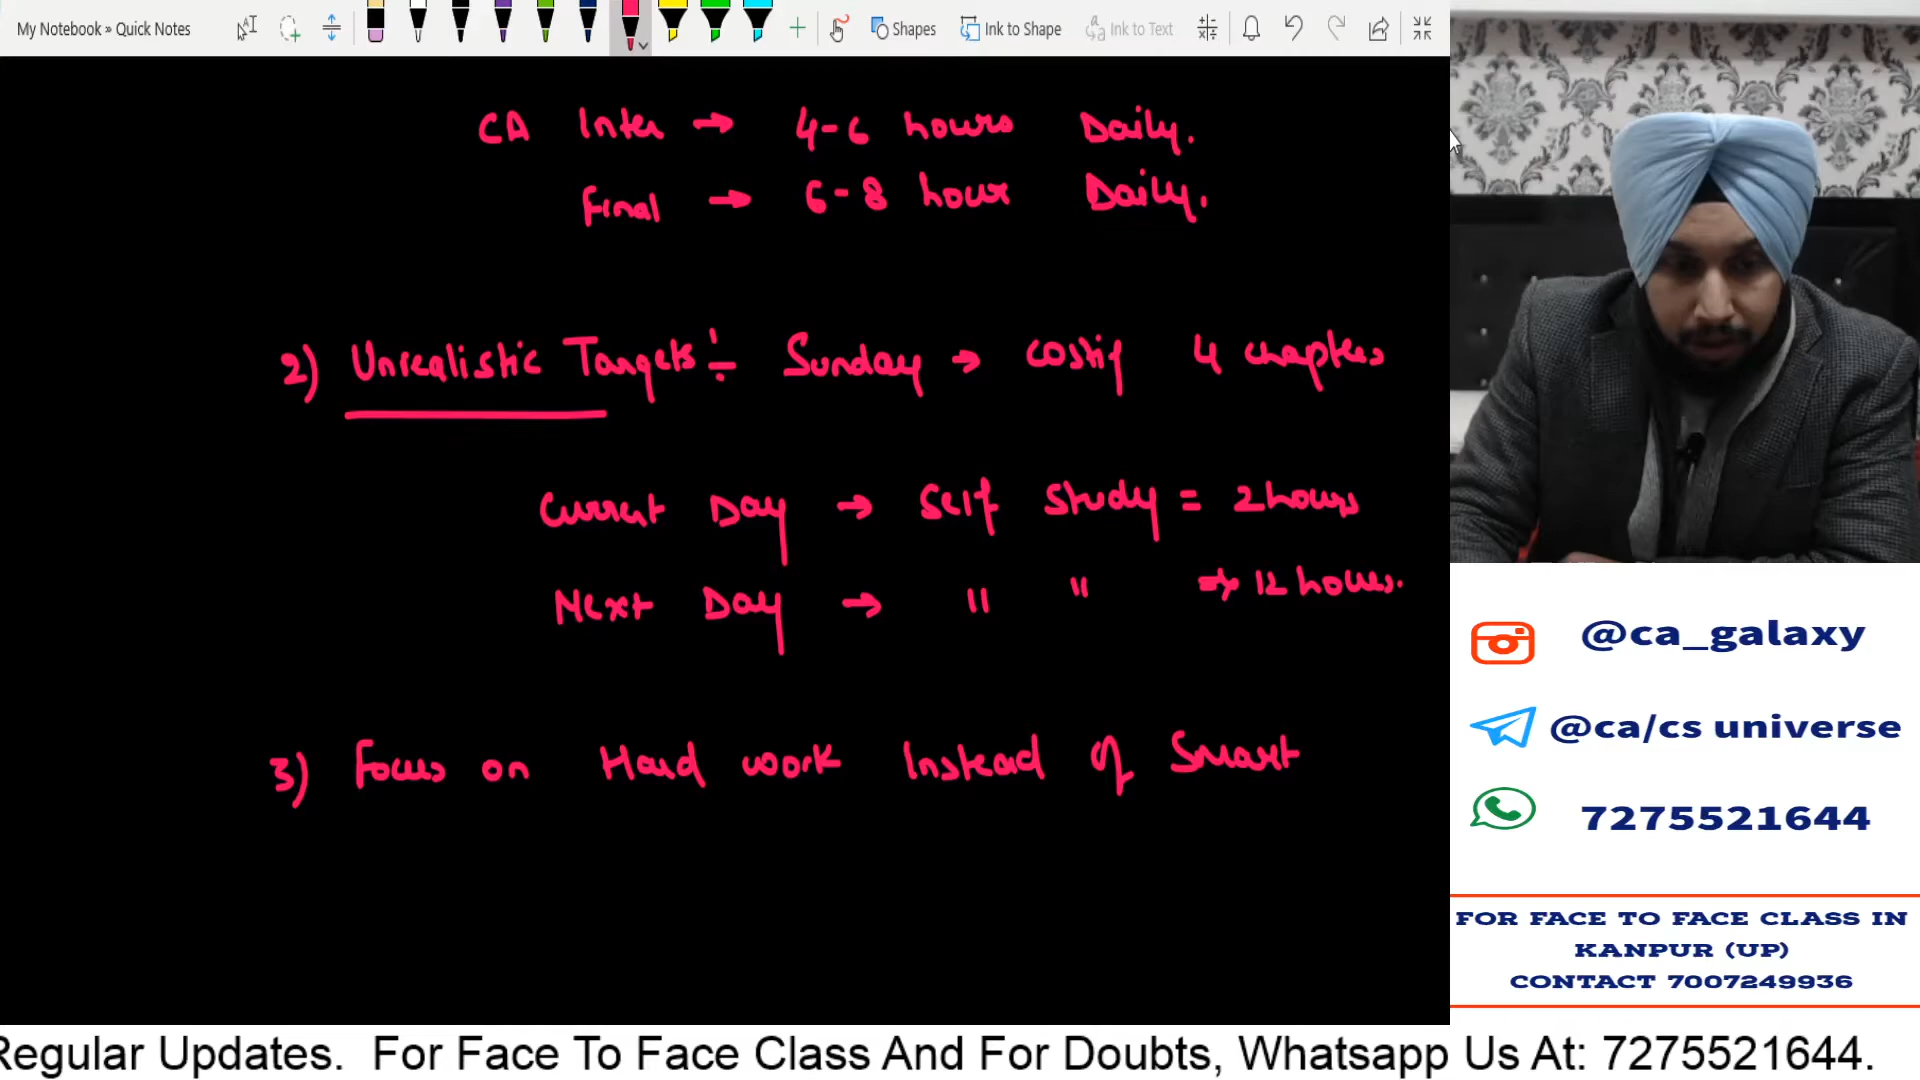 My Notebook » Quick Notes
Shapes
Ink to Shape
Ink to Text
CA Inter → 4-6 hours Daily.
Final → 6-8 hour Daily.
2) Unrealistic Targets:- Sunday → Costing 4 chapters
Current Day → Self Study = 2 hours
Next Day → " " ⇒ 12 hours.
3) Focus on Hard work Instead of Smart
@ca_galaxy
@ca/cs universe
7275521644
FOR FACE TO FACE CLASS IN
KANPUR (UP)
CONTACT 7007249936
Regular Updates. For Face To Face Class And For Doubts, Whatsapp Us At: 7275521644.